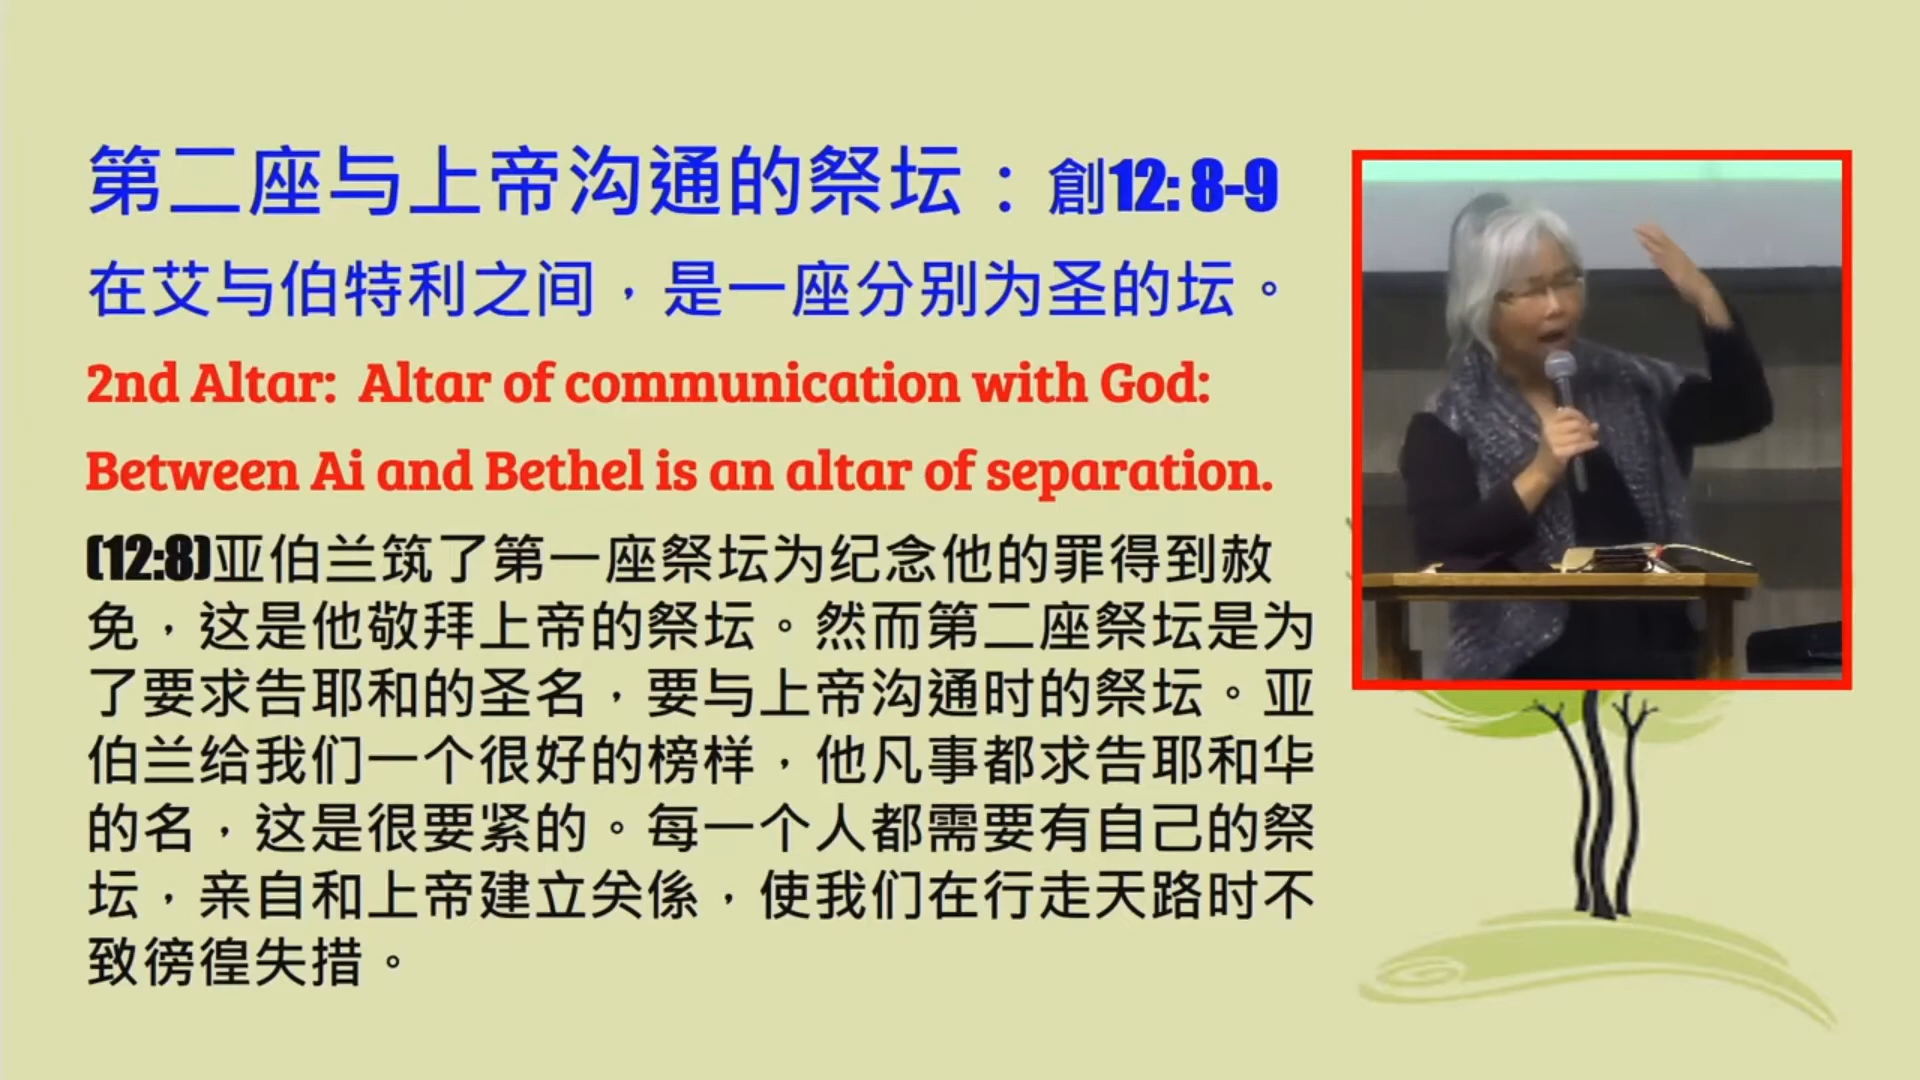 第二座与上帝沟通的祭坛：創12: 8-9
在艾与伯特利之间，是一座分别为圣的坛。
2nd Altar: Altar of communication with God:
Between Ai and Bethel is an altar of separation.
(12:8)亚伯兰筑了第一座祭坛为纪念他的罪得到赦
免，这是他敬拜上帝的祭坛。然而第二座祭坛是为
了要求告耶和的圣名，要与上帝沟通时的祭坛。亚
伯兰给我们一个很好的榜样，他凡事都求告耶和华
的名，这是很要紧的。每一个人都需要有自己的祭
坛，亲自和上帝建立关係，使我们在行走天路时不
致徬徨失措。